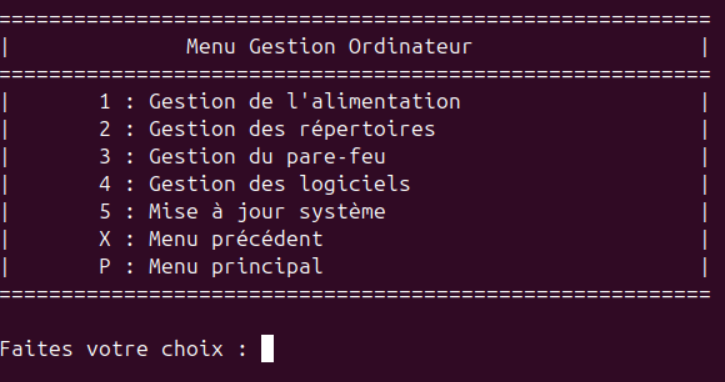 =========================================================
|               Menu Gestion Ordinateur                  |
=========================================================
|       1 : Gestion de l'alimentation                    |
|       2 : Gestion des répertoires                      |
|       3 : Gestion du pare-feu                          |
|       4 : Gestion des logiciels                        |
|       5 : Mise à jour système                          |
|       X : Menu précédent                               |
|       P : Menu principal                               |
=========================================================
Faites votre choix :